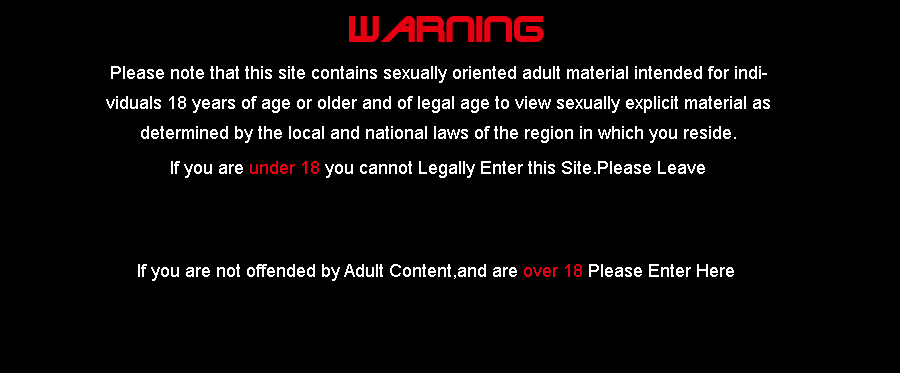 WARNING
Please note that this site contains sexually oriented adult material intended for indi-
viduals 18 years of age or older and of legal age to view sexually explicit material as
determined by the local and national laws of the region in which you reside.
If you are under 18 you cannot Legally Enter this Site.Please Leave
If you are not offended by Adult Content,and are over 18 Please Enter Here